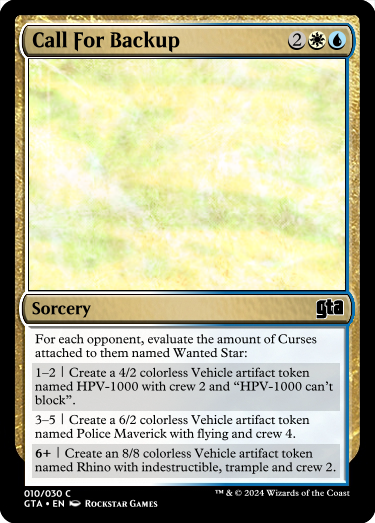 Call For Backup 2
Sorcery gta
For each opponent, evaluate the amount of Curses
attached to them named Wanted Star:
1–2 | Create a 4/2 colorless Vehicle artifact token
named HPV-1000 with crew 2 and “HPV-1000 can’t
block”.
3–5 | Create a 6/2 colorless Vehicle artifact token
named Police Maverick with flying and crew 4.
6+ | Create an 8/8 colorless Vehicle artifact token
named Rhino with indestructible, trample and crew 2.
010/030 C
GTA • EN Rockstar Games ™ & © 2024 Wizards of the Coast